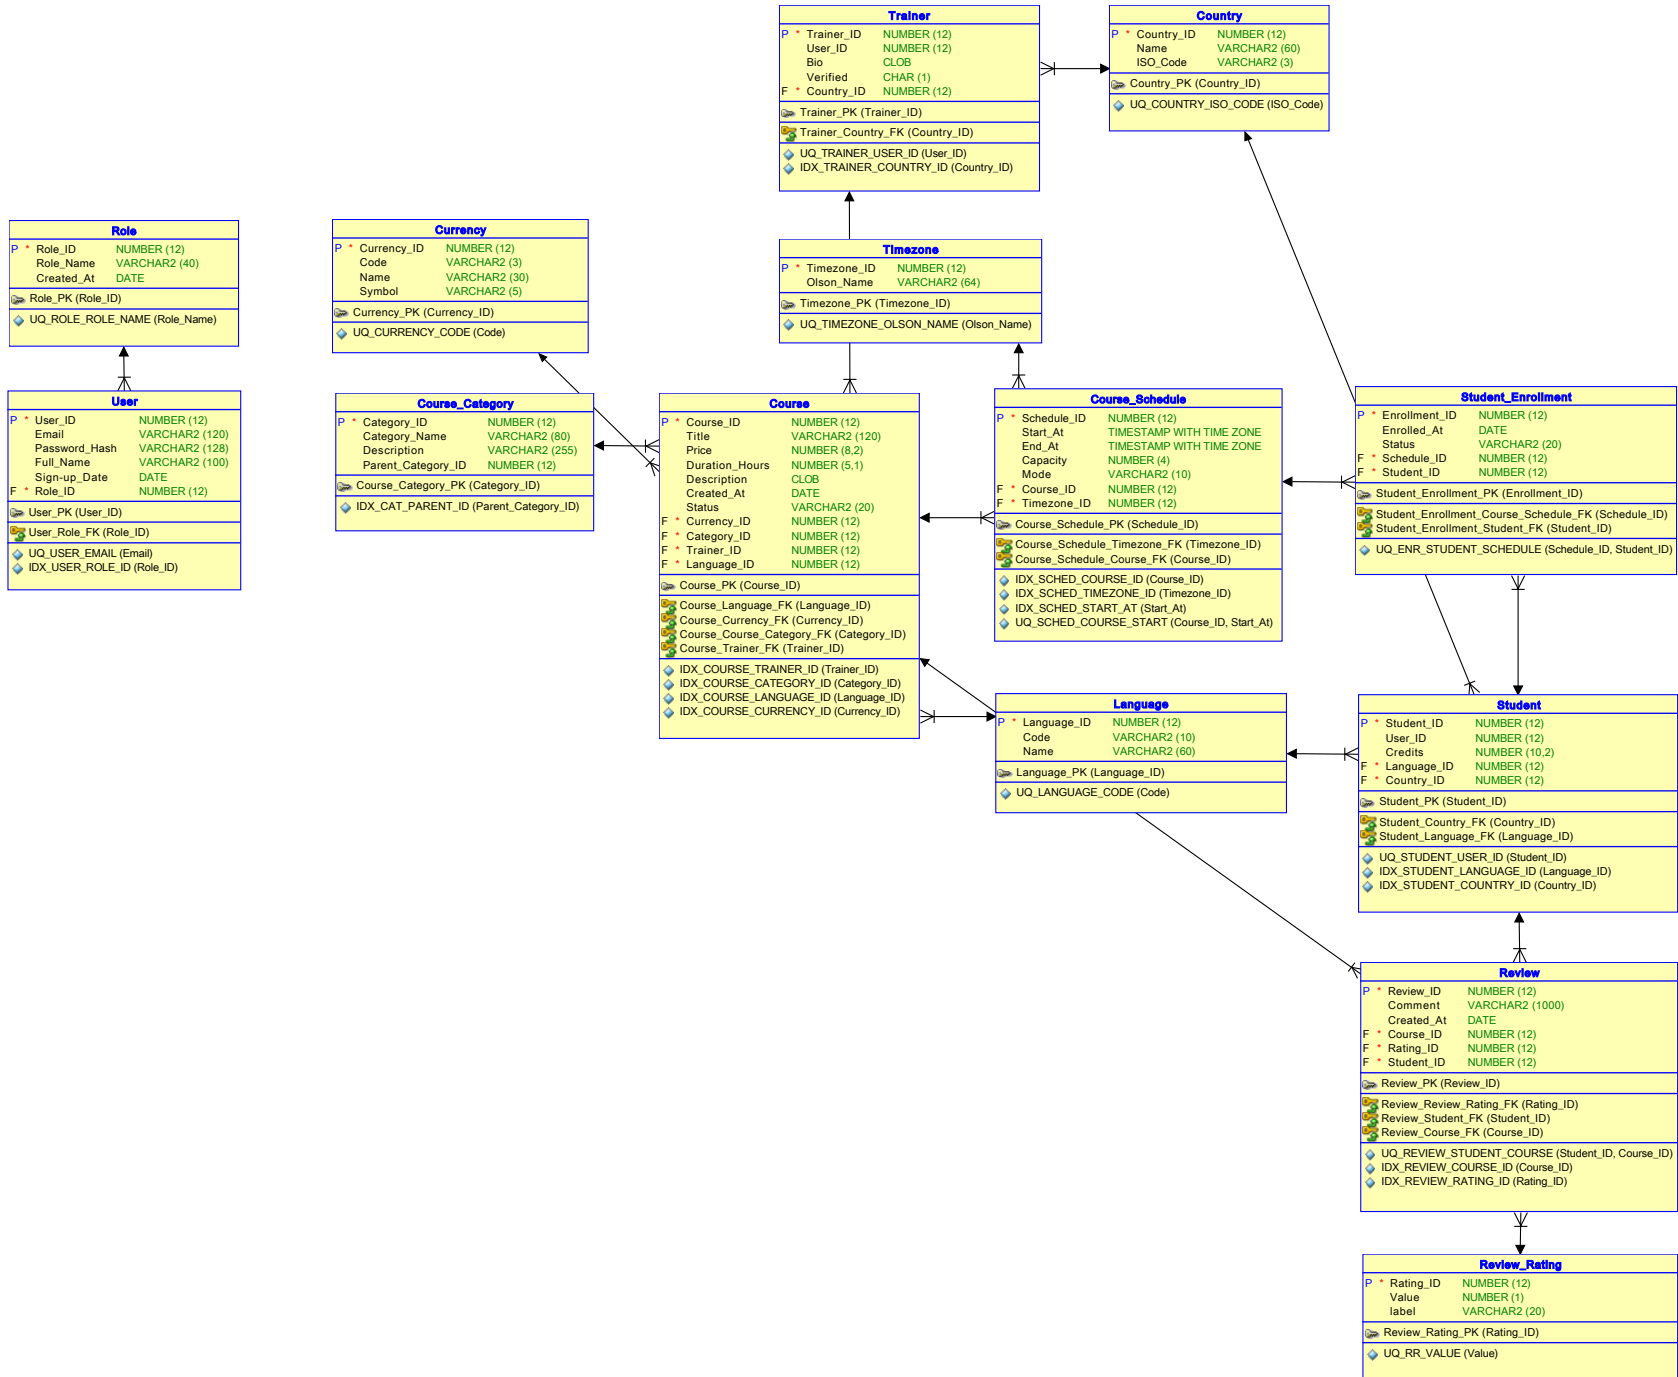 Trainer
P * Trainer_ID NUMBER (12)
User_ID NUMBER (12)
Bio CLOB
Verified CHAR (1)
F * Country_ID NUMBER (12)
Trainer_PK (Trainer_ID)
Trainer_Country_FK (Country_ID)
UQ_TRAINER_USER_ID (User_ID)
IDX_TRAINER_COUNTRY_ID (Country_ID)
Country
P * Country_ID NUMBER (12)
Name VARCHAR2 (60)
ISO_Code VARCHAR2 (3)
Country_PK (Country_ID)
UQ_COUNTRY_ISO_CODE (ISO_Code)
Role
P * Role_ID NUMBER (12)
Role_Name VARCHAR2 (40)
Created_At DATE
Role_PK (Role_ID)
UQ_ROLE_ROLE_NAME (Role_Name)
Currency
P * Currency_ID NUMBER (12)
Code VARCHAR2 (3)
Name VARCHAR2 (30)
Symbol VARCHAR2 (5)
Currency_PK (Currency_ID)
UQ_CURRENCY_CODE (Code)
Timezone
P * Timezone_ID NUMBER (12)
Olson_Name VARCHAR2 (64)
Timezone_PK (Timezone_ID)
UQ_TIMEZONE_OLSON_NAME (Olson_Name)
User
P * User_ID NUMBER (12)
Email VARCHAR2 (120)
Password_Hash VARCHAR2 (128)
Full_Name VARCHAR2 (100)
Sign-up_Date DATE
F * Role_ID NUMBER (12)
User_PK (User_ID)
User_Role_FK (Role_ID)
UQ_USER_EMAIL (Email)
IDX_USER_ROLE_ID (Role_ID)
Course_Category
P * Category_ID NUMBER (12)
Category_Name VARCHAR2 (80)
Description VARCHAR2 (255)
Parent_Category_ID NUMBER (12)
Course_Category_PK (Category_ID)
IDX_CAT_PARENT_ID (Parent_Category_ID)
Course
P * Course_ID NUMBER (12)
Title VARCHAR2 (120)
Price NUMBER (8,2)
Duration_Hours NUMBER (5,1)
Description CLOB
Created_At DATE
Status VARCHAR2 (20)
F * Currency_ID NUMBER (12)
F * Category_ID NUMBER (12)
F * Trainer_ID NUMBER (12)
F * Language_ID NUMBER (12)
Course_PK (Course_ID)
Course_Language_FK (Language_ID)
Course_Currency_FK (Currency_ID)
Course_Course_Category_FK (Category_ID)
Course_Trainer_FK (Trainer_ID)
IDX_COURSE_TRAINER_ID (Trainer_ID)
IDX_COURSE_CATEGORY_ID (Category_ID)
IDX_COURSE_LANGUAGE_ID (Language_ID)
IDX_COURSE_CURRENCY_ID (Currency_ID)
Course_Schedule
P * Schedule_ID NUMBER (12)
Start_At TIMESTAMP WITH TIME ZONE
End_At TIMESTAMP WITH TIME ZONE
Capacity NUMBER (4)
Mode VARCHAR2 (10)
F * Course_ID NUMBER (12)
F * Timezone_ID NUMBER (12)
Course_Schedule_PK (Schedule_ID)
Course_Schedule_Timezone_FK (Timezone_ID)
Course_Schedule_Course_FK (Course_ID)
IDX_SCHED_COURSE_ID (Course_ID)
IDX_SCHED_TIMEZONE_ID (Timezone_ID)
IDX_SCHED_START_AT (Start_At)
UQ_SCHED_COURSE_START (Course_ID, Start_At)
Student_Enrollment
P * Enrollment_ID NUMBER (12)
Enrolled_At DATE
Status VARCHAR2 (20)
F * Schedule_ID NUMBER (12)
F * Student_ID NUMBER (12)
Student_Enrollment_PK (Enrollment_ID)
Student_Enrollment_Course_Schedule_FK (Schedule_ID)
Student_Enrollment_Student_FK (Student_ID)
UQ_ENR_STUDENT_SCHEDULE (Schedule_ID, Student_ID)
Language
P * Language_ID NUMBER (12)
Code VARCHAR2 (10)
Name VARCHAR2 (60)
Language_PK (Language_ID)
UQ_LANGUAGE_CODE (Code)
Student
P * Student_ID NUMBER (12)
User_ID NUMBER (12)
Credits NUMBER (10,2)
F * Language_ID NUMBER (12)
F * Country_ID NUMBER (12)
Student_PK (Student_ID)
Student_Country_FK (Country_ID)
Student_Language_FK (Language_ID)
UQ_STUDENT_USER_ID (Student_ID)
IDX_STUDENT_LANGUAGE_ID (Language_ID)
IDX_STUDENT_COUNTRY_ID (Country_ID)
Review
P * Review_ID NUMBER (12)
Comment VARCHAR2 (1000)
Created_At DATE
F * Course_ID NUMBER (12)
F * Rating_ID NUMBER (12)
F * Student_ID NUMBER (12)
Review_PK (Review_ID)
Review_Review_Rating_FK (Rating_ID)
Review_Student_FK (Student_ID)
Review_Course_FK (Course_ID)
UQ_REVIEW_STUDENT_COURSE (Student_ID, Course_ID)
IDX_REVIEW_COURSE_ID (Course_ID)
IDX_REVIEW_RATING_ID (Rating_ID)
Review_Rating
P * Rating_ID NUMBER (12)
Value NUMBER (1)
label VARCHAR2 (20)
Review_Rating_PK (Rating_ID)
UQ_RR_VALUE (Value)